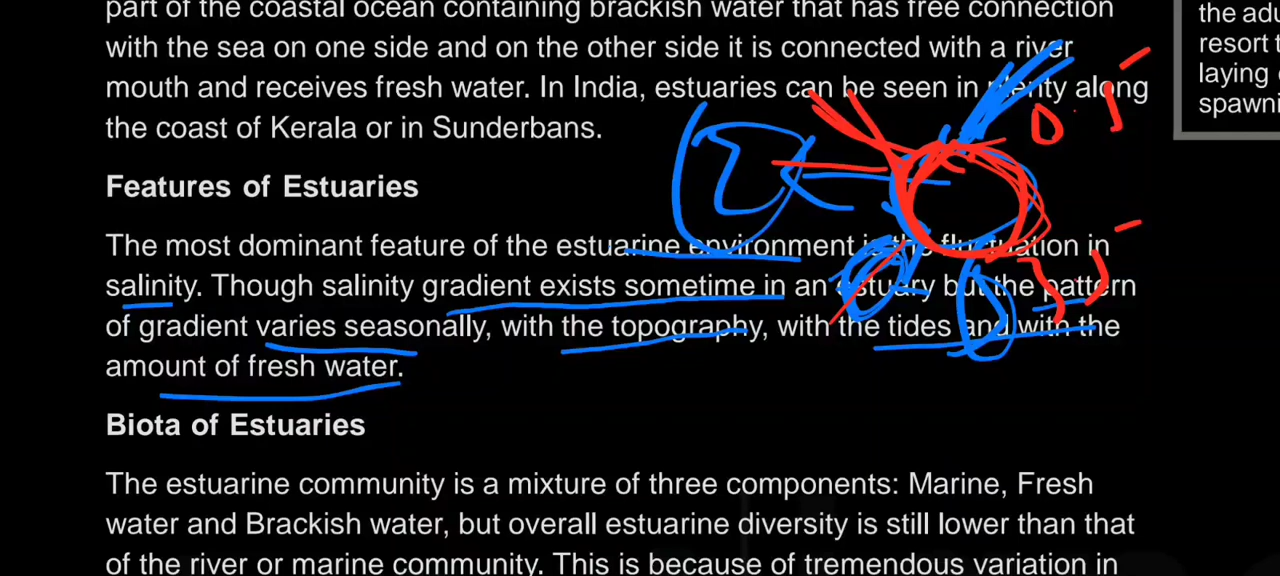 part of the coastal ocean containing brackish water that has free connection
with the sea on one side and on the other side it is connected with a river
mouth and receives fresh water. In India, estuaries can be seen in plenty along
the coast of Kerala or in Sunderbans.
Features of Estuaries
The most dominant feature of the estuarine environment is the fluctuation in
salinity. Though salinity gradient exists sometime in an estuary but the pattern
of gradient varies seasonally, with the topography, with the tides and with the
amount of fresh water.
Biota of Estuaries
The estuarine community is a mixture of three components: Marine, Fresh
water and Brackish water, but overall estuarine diversity is still lower than that
of the river or marine community. This is because of tremendous variation in
the
resort
laying